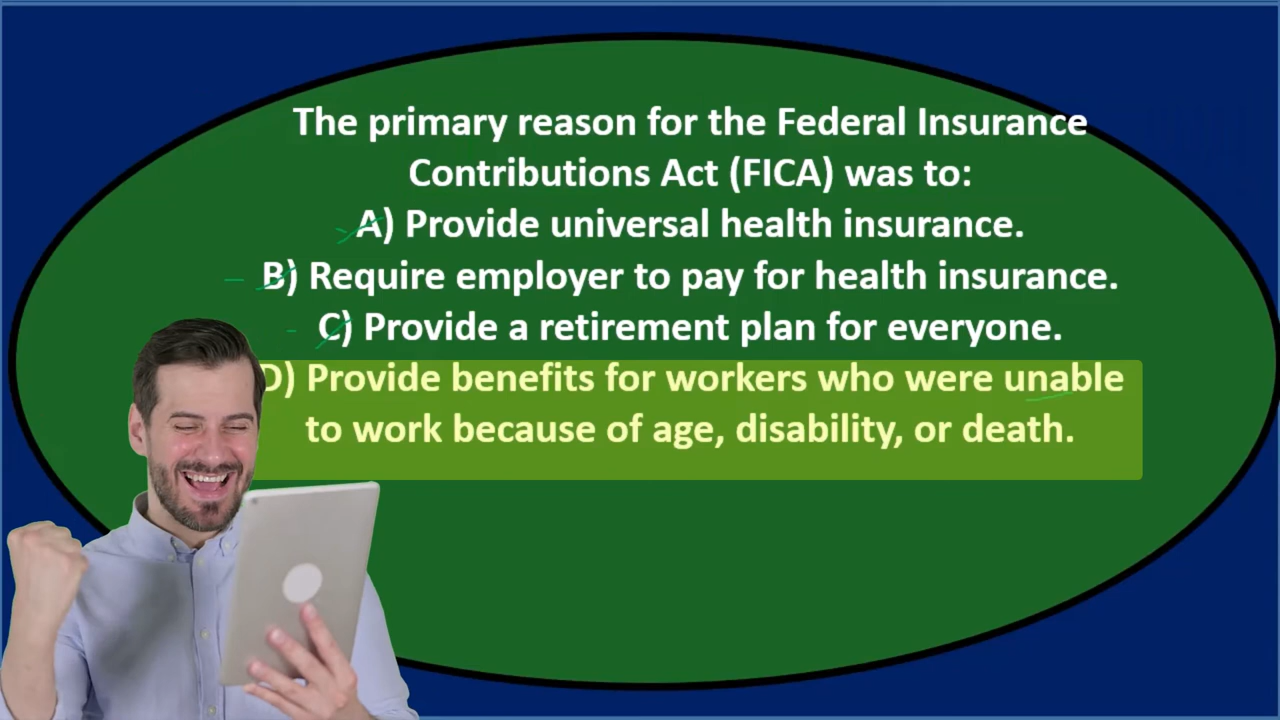 The primary reason for the Federal Insurance
Contributions Act (FICA) was to:
A) Provide universal health insurance.
B) Require employer to pay for health insurance.
C) Provide a retirement plan for everyone.
D) Provide benefits for workers who were unable
to work because of age, disability, or death.